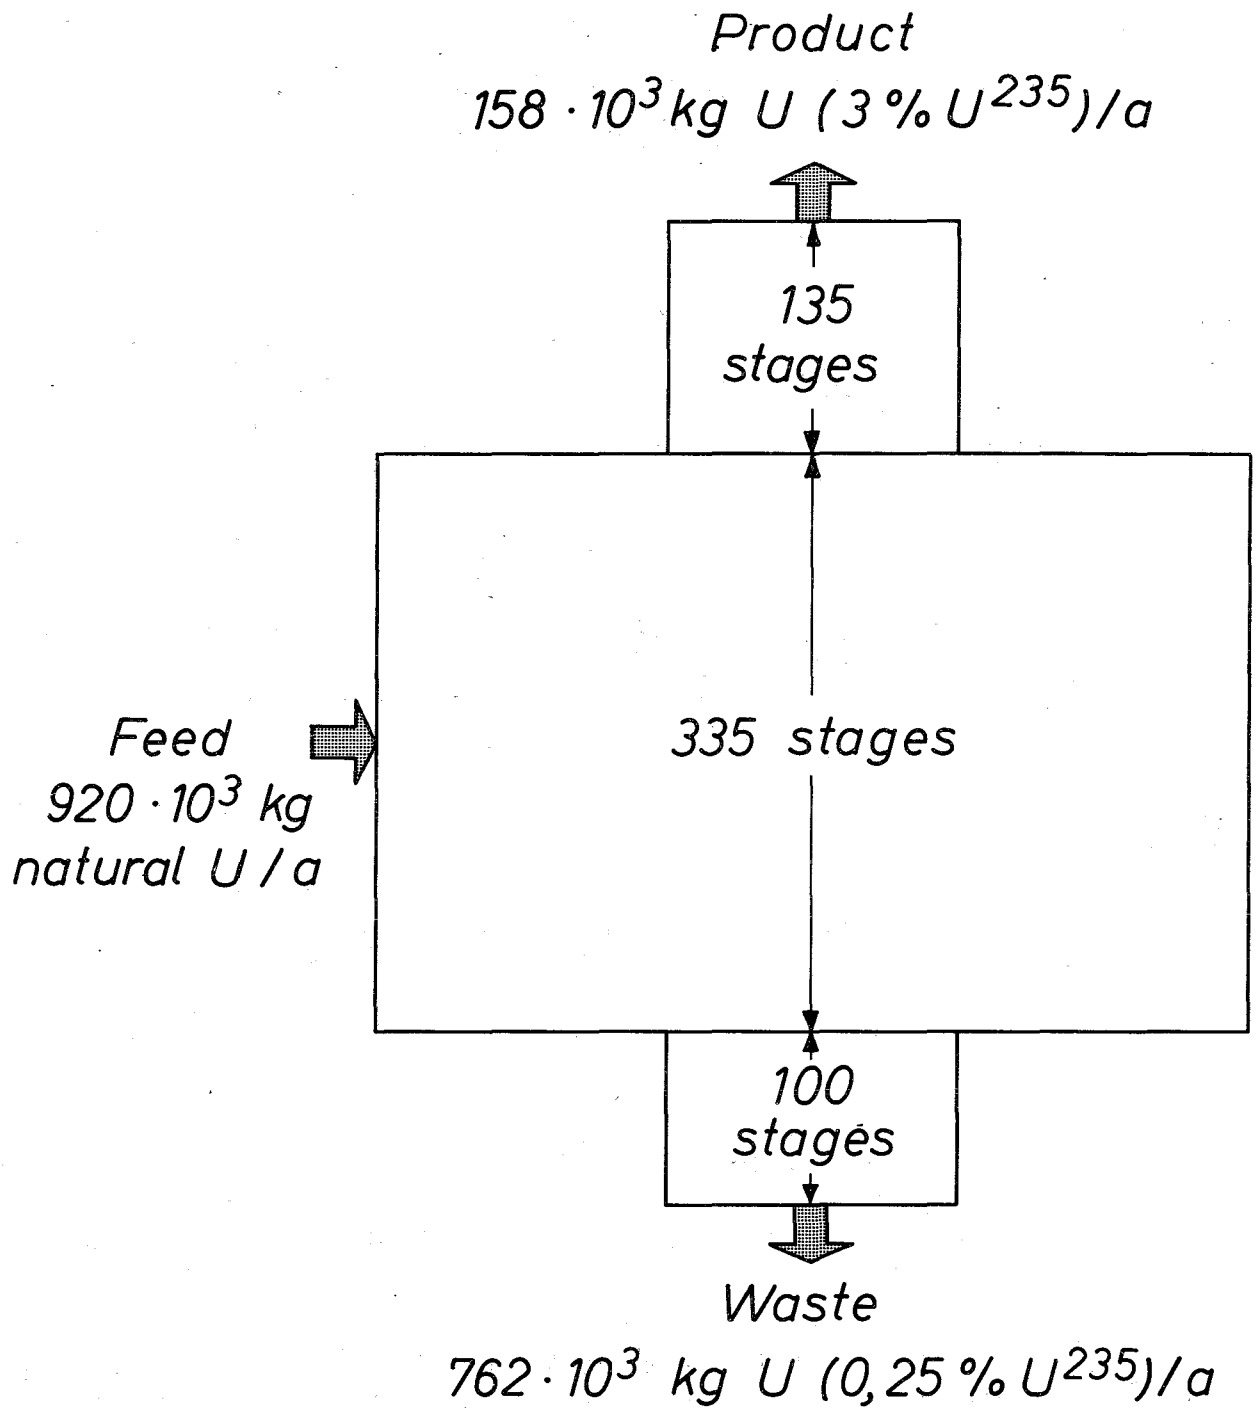 Product
158 · 10³ kg U (3 % U²³⁵)/a
135
stages
335 stages
Feed
920 · 10³ kg
natural U / a
100
stages
Waste
762 · 10³ kg U (0,25 % U²³⁵)/a